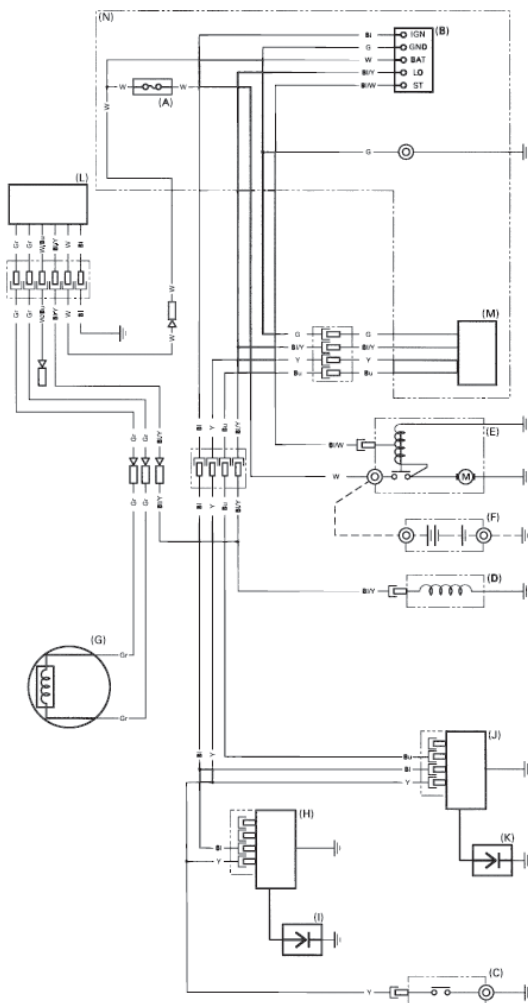 (N)
Bl IGN (B)
G GND
W BAT
Bl/Y LO
Bl/W ST
W W
(A)
W
G
(L)
Gr Gr W/Bu Bl/Y W Bl
W
Gr Gr W/Bu Bl/Y W Bl
W
(M)
G G
Bl/Y Bl/Y
Y Y
Bu Bu
(E)
Bl/W
W M
Bl Y Bu Bl/Y
Gr Gr Bl/Y
Gr Gr Bl/Y
Bl Y Bu Bl/Y
(F)
(D)
Bl/Y
(G)
Gr
Gr
Bl Y
(J)
Bu
Bl
Y
(H)
Bl
Y
(K)
(I)
(C)
Y